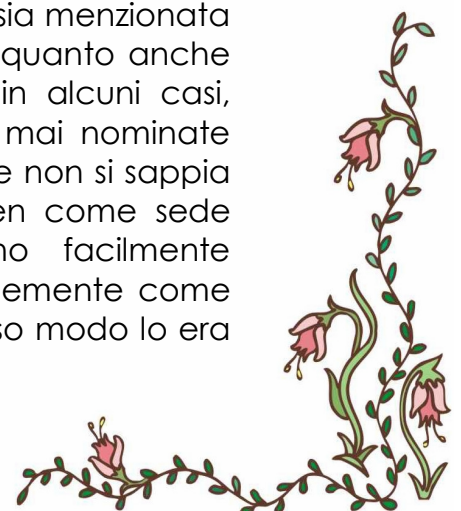 sia menzionata
quanto anche
in alcuni casi,
mai nominate
e non si sappia
en come sede
no facilmente
emente come
so modo lo era